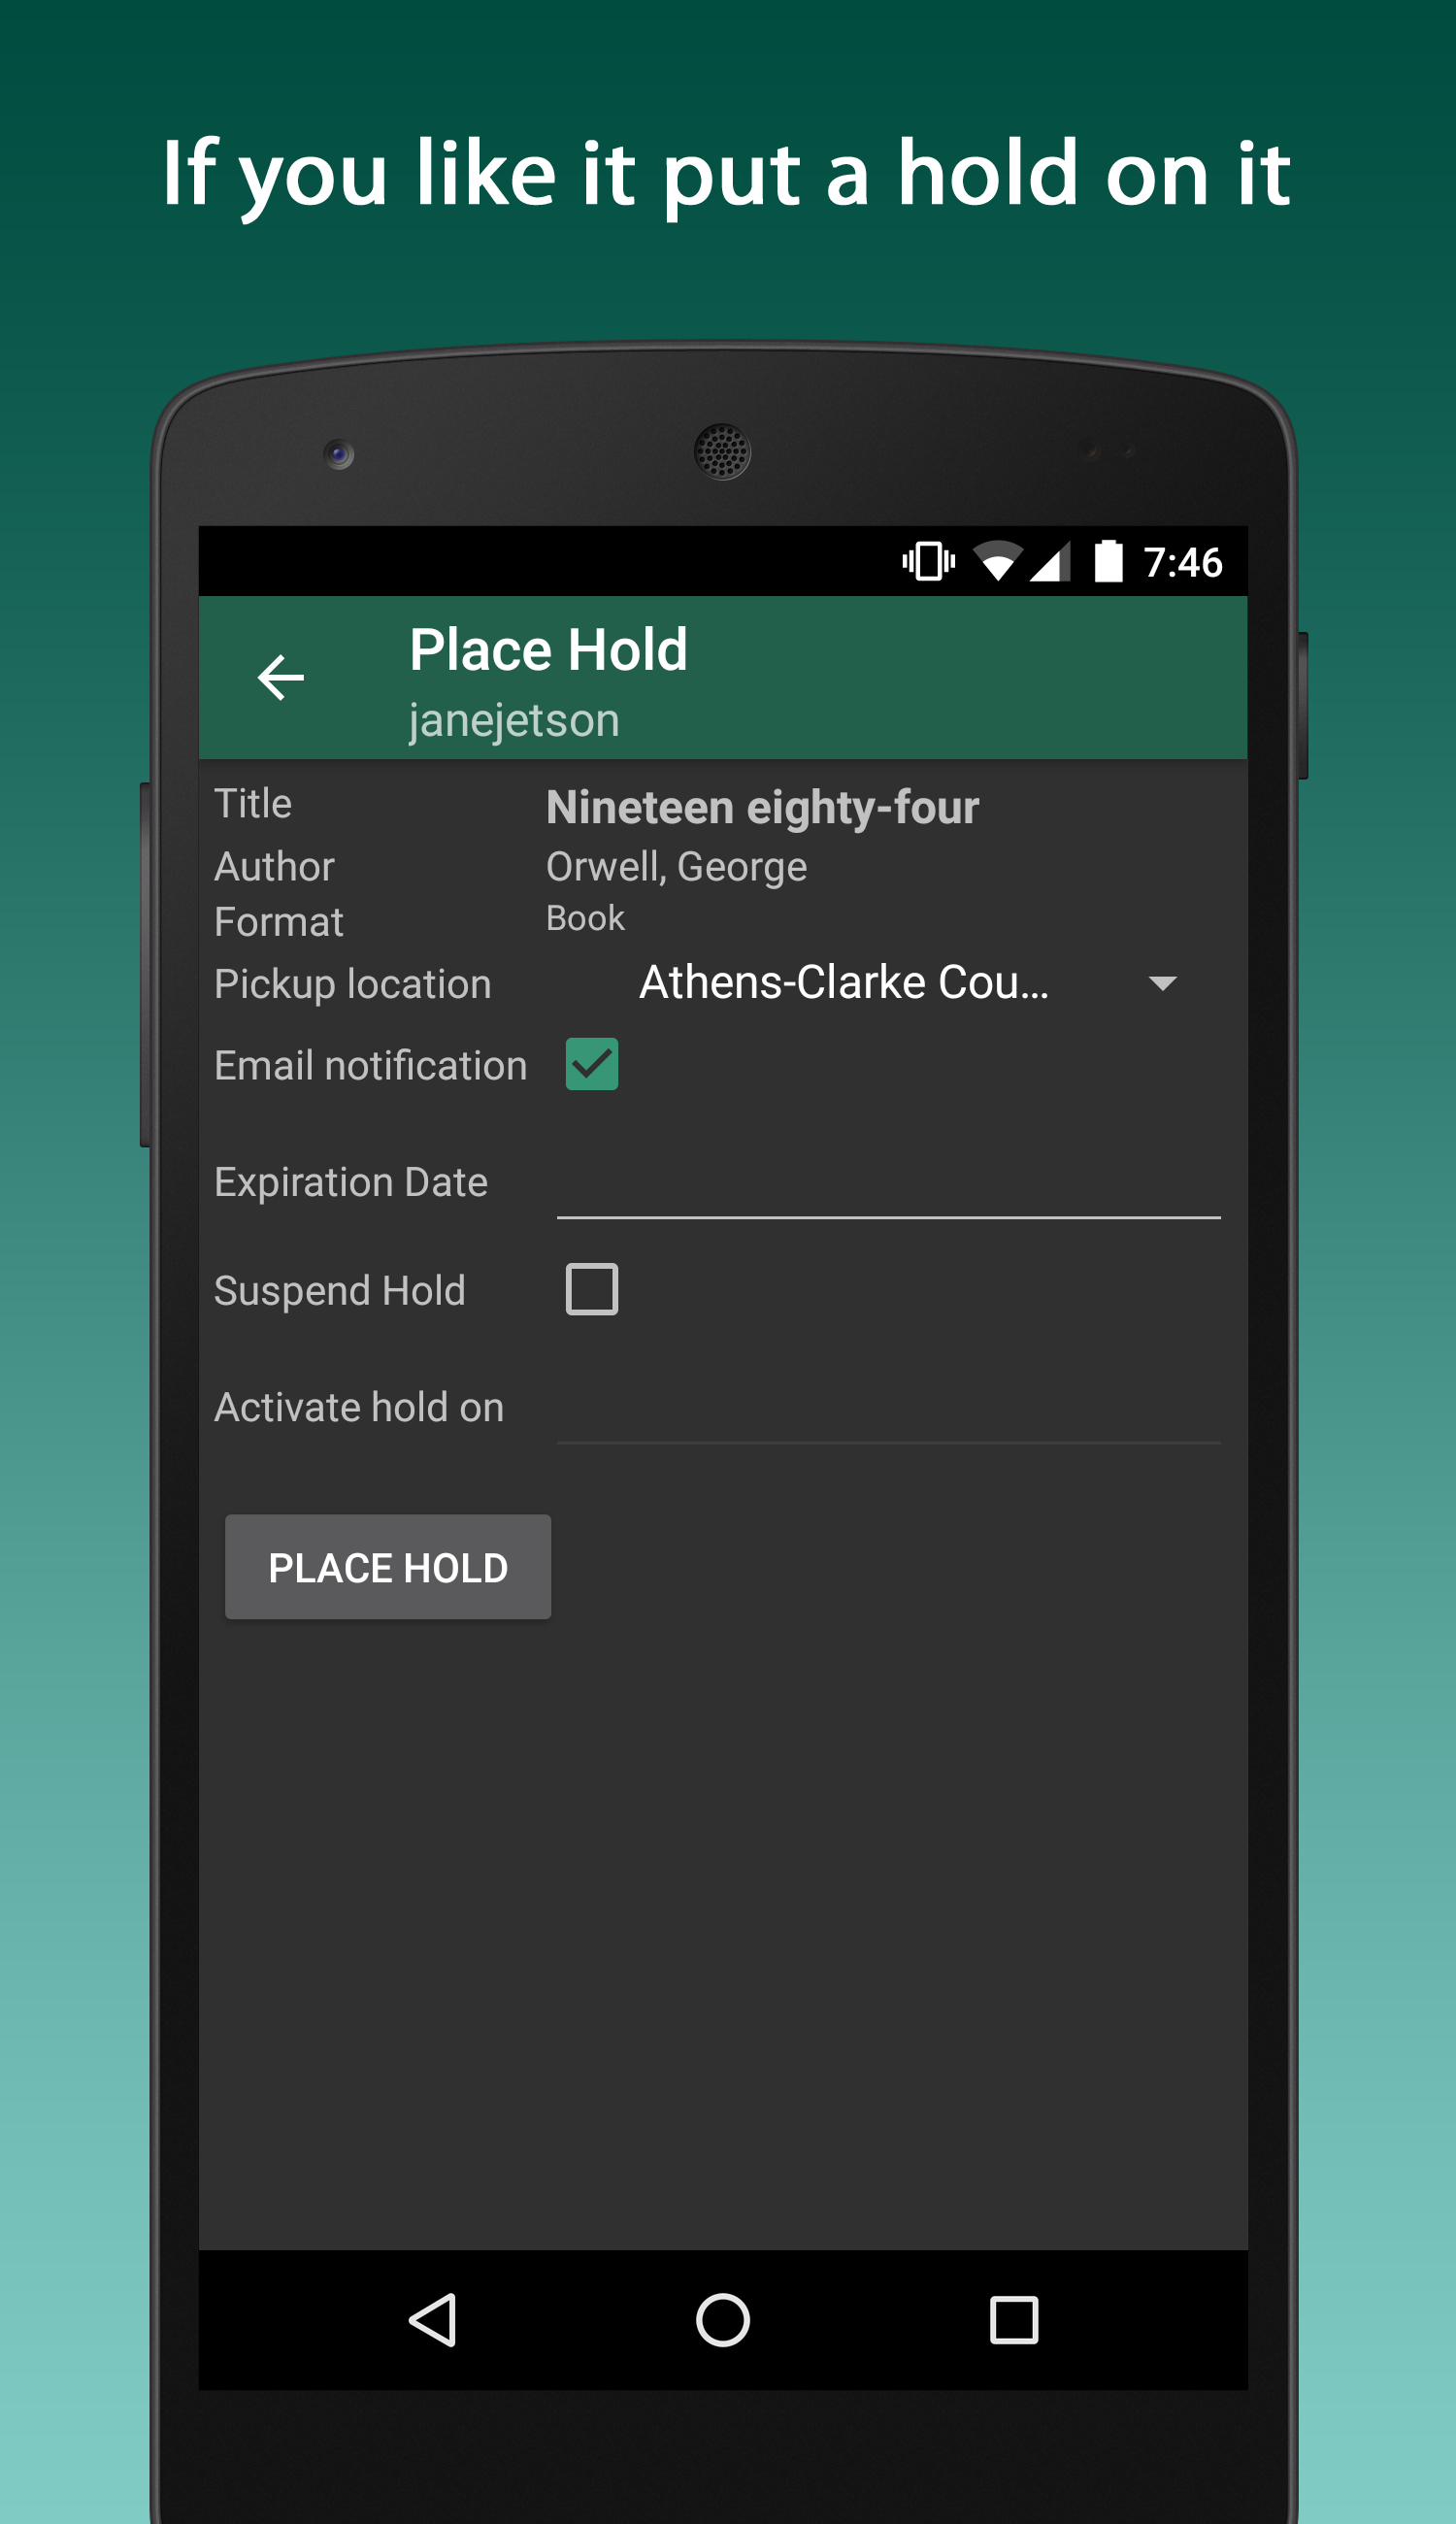 If you like it put a hold on it
7:46
Place Hold
janejetson
Title Nineteen eighty-four
Author Orwell, George
Format Book
Pickup location Athens-Clarke Cou...
Email notification
Expiration Date
Suspend Hold
Activate hold on
PLACE HOLD